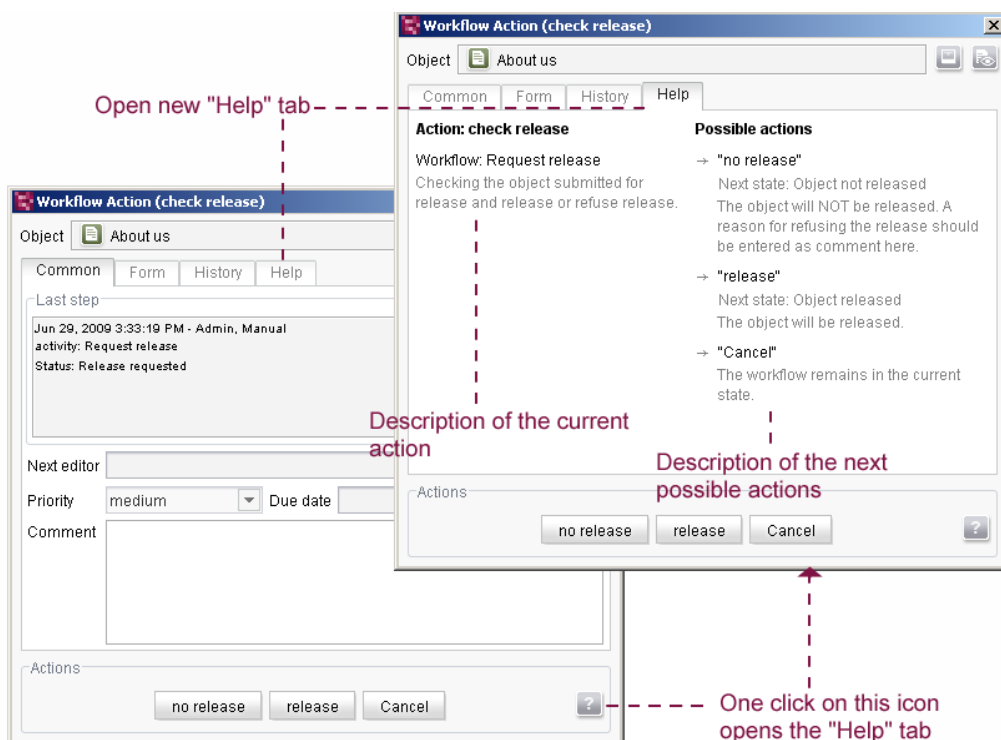 Workflow Action (check release)
Object About us
Common Form History Help
Action: check release
Workflow: Request release
Checking the object submitted for
release and release or refuse release.
Possible actions
→ "no release"
Next state: Object not released
The object will NOT be released. A
reason for refusing the release should
be entered as comment here.
→ "release"
Next state: Object released
The object will be released.
→ "Cancel"
The workflow remains in the current
state.
Actions
no release release Cancel ?
Open new "Help" tab
Workflow Action (check release)
Object About us
Common Form History Help
Last step
Jun 29, 2009 3:33:19 PM - Admin, Manual
activity: Request release
Status: Release requested
Next editor
Priority medium Due date
Comment
Actions
no release release Cancel ?
Description of the current
action
Description of the next
possible actions
One click on this icon
opens the "Help" tab